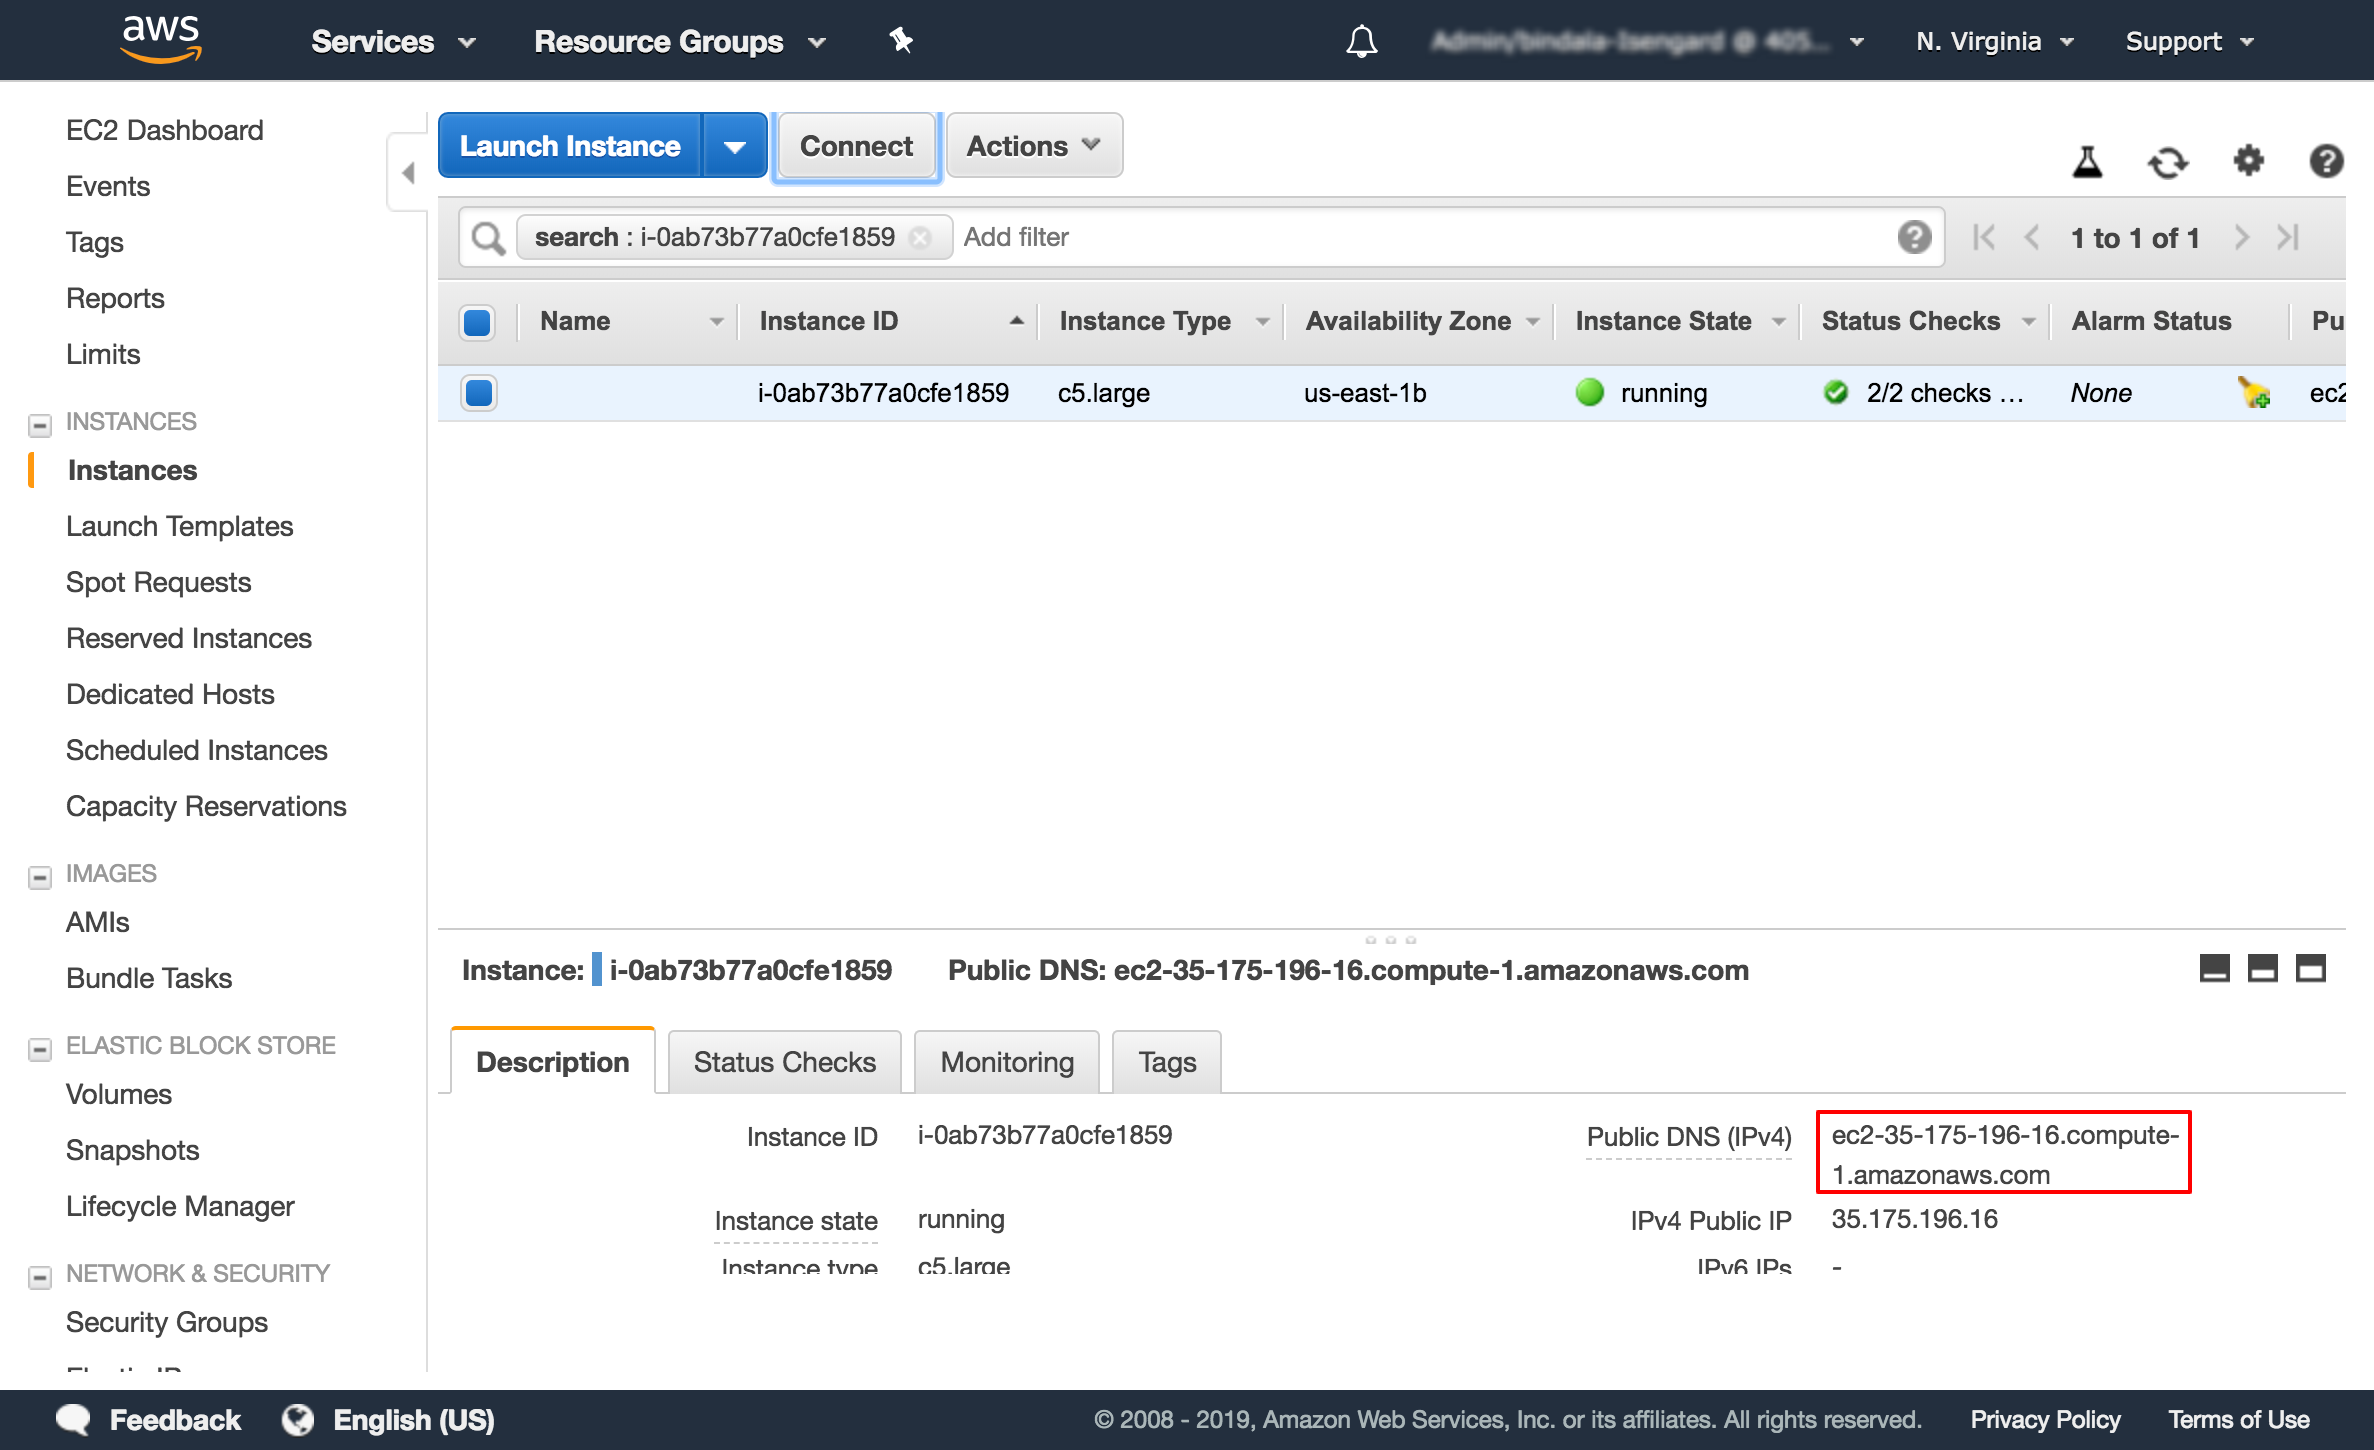 aws Services Resource Groups N. Virginia Support
EC2 Dashboard
Events
Tags
Reports
Limits
INSTANCES
Instances
Launch Templates
Spot Requests
Reserved Instances
Dedicated Hosts
Scheduled Instances
Capacity Reservations
IMAGES
AMIs
Bundle Tasks
ELASTIC BLOCK STORE
Volumes
Snapshots
Lifecycle Manager
NETWORK & SECURITY
Security Groups
Launch Instance Connect Actions
search : i-0ab73b77a0cfe1859 Add filter 1 to 1 of 1
Name Instance ID Instance Type Availability Zone Instance State Status Checks Alarm Status Pu
i-0ab73b77a0cfe1859 c5.large us-east-1b running 2/2 checks … None ec2
Instance: i-0ab73b77a0cfe1859 Public DNS: ec2-35-175-196-16.compute-1.amazonaws.com
Description Status Checks Monitoring Tags
Instance ID i-0ab73b77a0cfe1859 Public DNS (IPv4) ec2-35-175-196-16.compute-
1.amazonaws.com
Instance state running IPv4 Public IP 35.175.196.16
Instance type c5.large IPv6 IPs -
Feedback English (US) © 2008 - 2019, Amazon Web Services, Inc. or its affiliates. All rights reserved. Privacy Policy Terms of Use